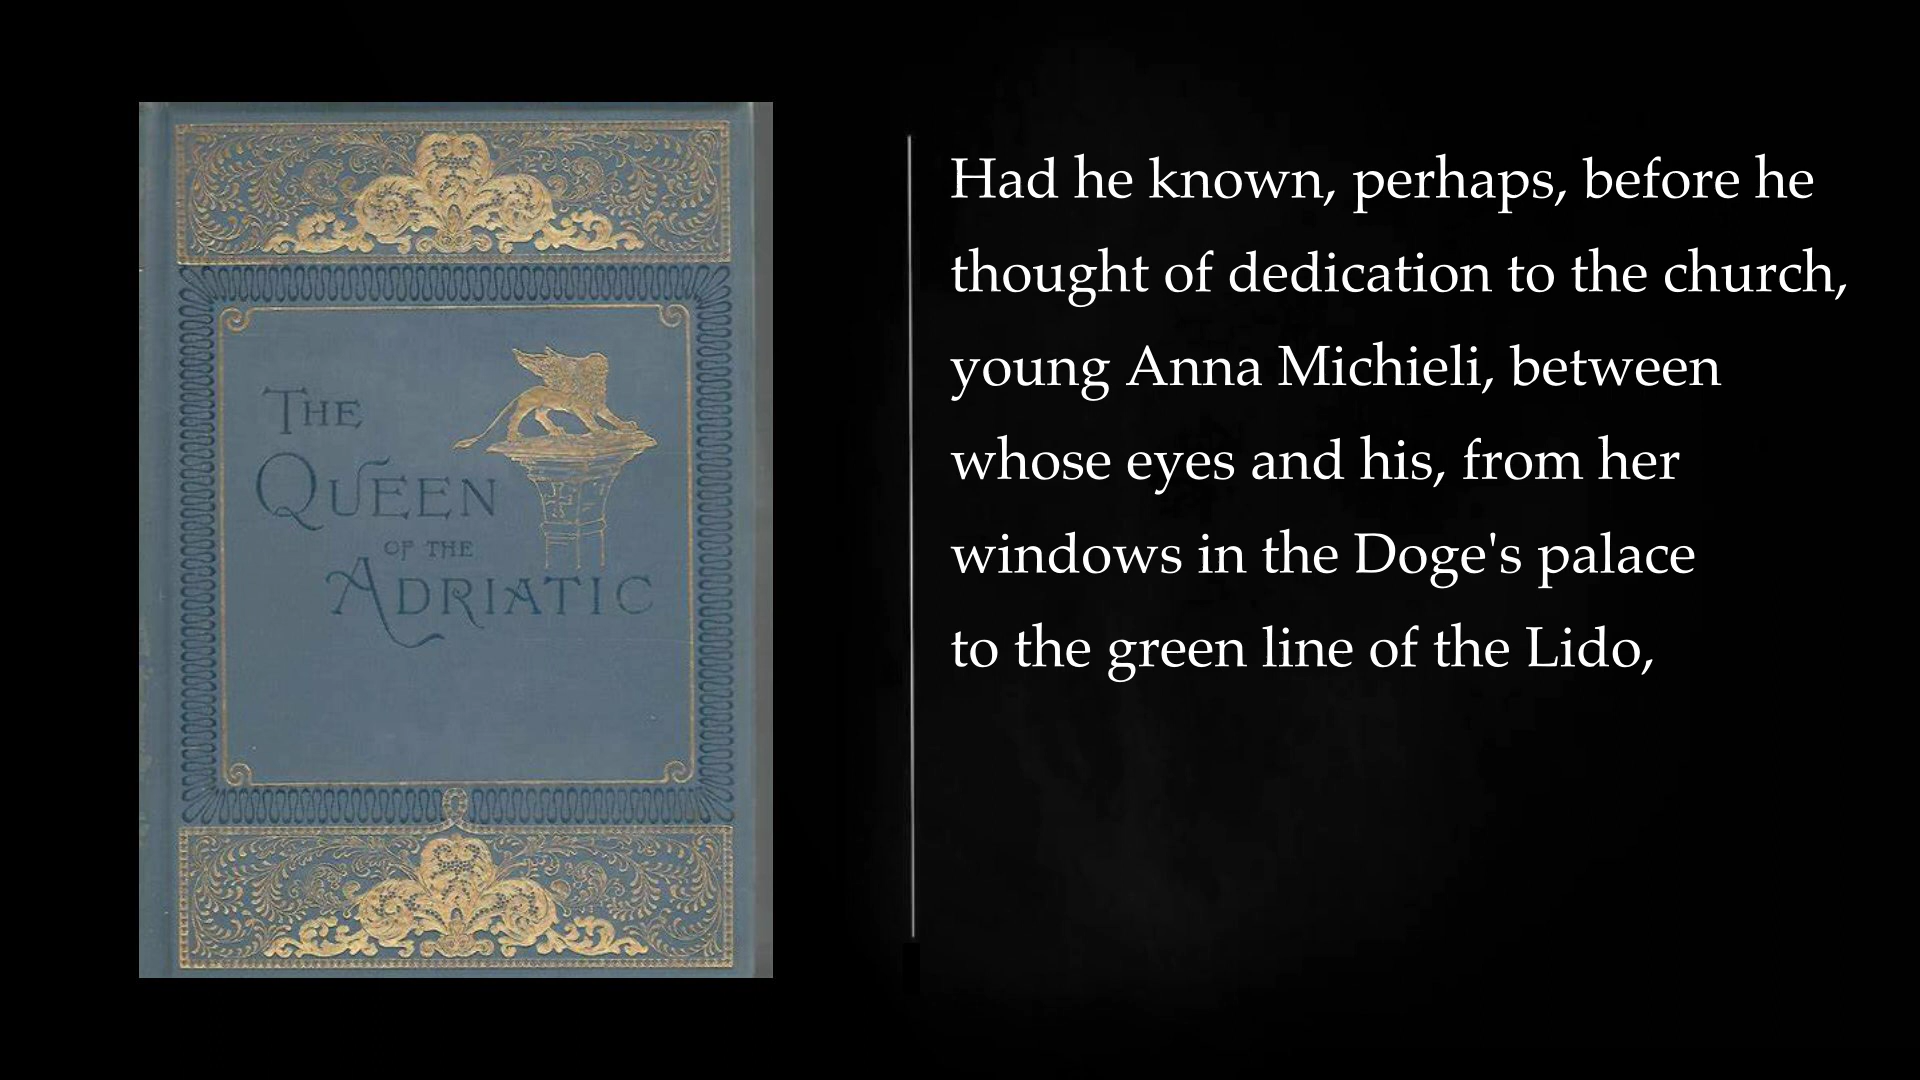 THE
QUEEN
OF THE
ADRIATIC
Had he known, perhaps, before he
thought of dedication to the church,
young Anna Michieli, between
whose eyes and his, from her
windows in the Doge's palace
to the green line of the Lido,